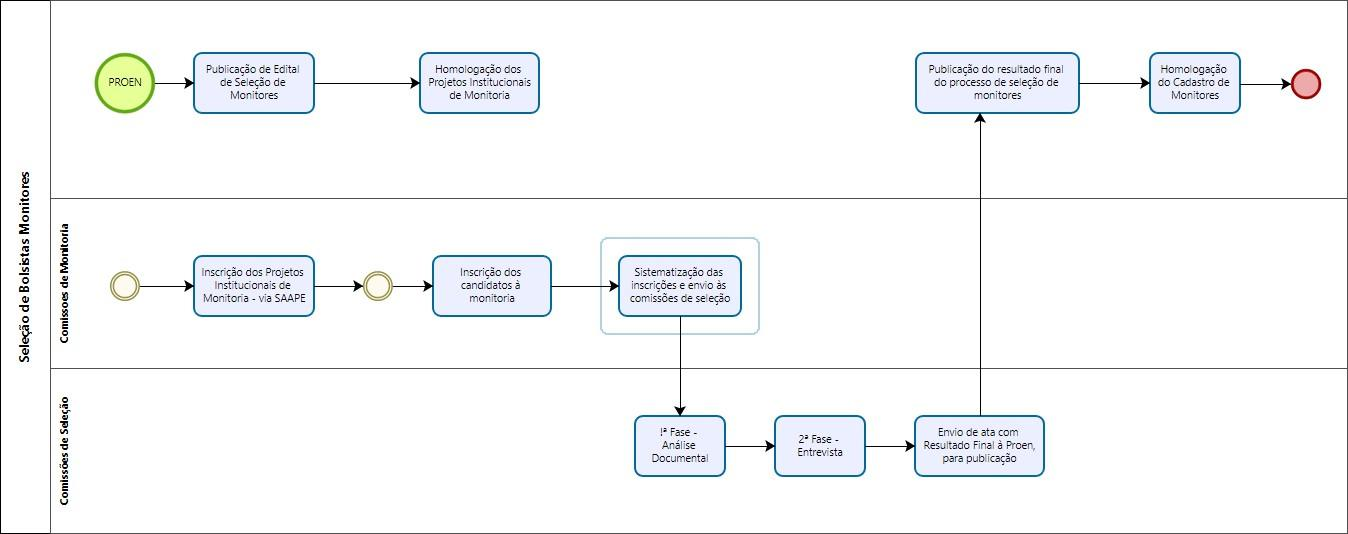 Seleção de Bolsistas Monitores
PROEN
Publicação de Edital
de Seleção de
Monitores
Homologação dos
Projetos Institucionais
de Monitoria
Publicação do resultado final
do processo de seleção de
monitores
Homologação
do Cadastro de
Monitores
Comissoes de Monitoria
Inscrição dos Projetos
Institucionais de
Monitoria - via SAAPE
Inscrição dos
candidatos à
monitoria
Sistematização das
inscrições e envio às
comissões de seleção
Comissões de Seleção
!ª Fase -
Análise
Documental
2ª Fase -
Entrevista
Envio de ata com
Resultado Final à Proen,
para publicação